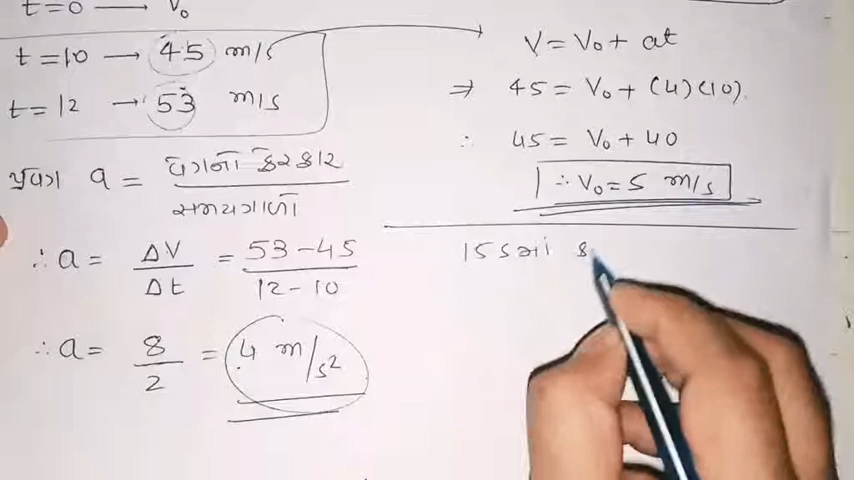 t=0 → V₀
t=10 → 45 m/s
t=12 → 53 m/s
પ્રવેગ a = વેગનો ફેરફાર / સમયગાળો
∴ a = ΔV / Δt = 53-45 / 12-10
∴ a = 8 / 2 = 4 m/s²
V = V₀ + at
⇒ 45 = V₀ + (4)(10)
∴ 45 = V₀ + 40
∴ V₀ = 5 m/s
15 s માં